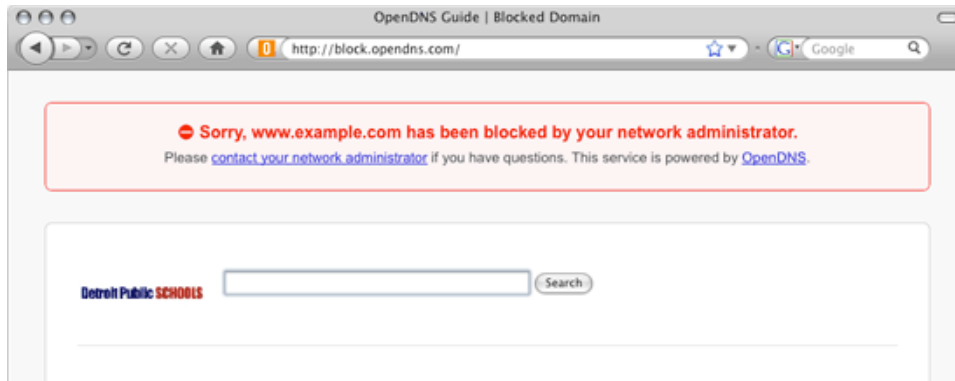 OpenDNS Guide | Blocked Domain
http://block.opendns.com/
Google
Sorry, www.example.com has been blocked by your network administrator.
Please contact your network administrator if you have questions. This service is powered by OpenDNS.
Detroit Public SCHOOLS
Search